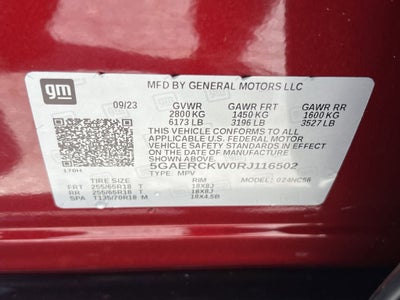 gm
MFD BY GENERAL MOTORS LLC
09/23 GVWR GAWR FRT GAWR RR
2800 KG 1450 KG 1600 KG
6173 LB 3196 LB 3527 LB
THIS VEHICLE CONFORMS TO ALL
APPLICABLE U.S. FEDERAL MOTOR
VEHICLE SAFETY STANDARDS IN EFFECT
ON THE DATE OF MANUFACTURE
SHOWN ABOVE.
5GAERCKW0RJ116502
170H TYPE: MPV
TIRE SIZE RIM MODEL: 0Z4NC56
FRT 255/65R18 T 18X8J
RR 255/65R18 T 18X8J
SPA T135/70R18 M 18X4.5B